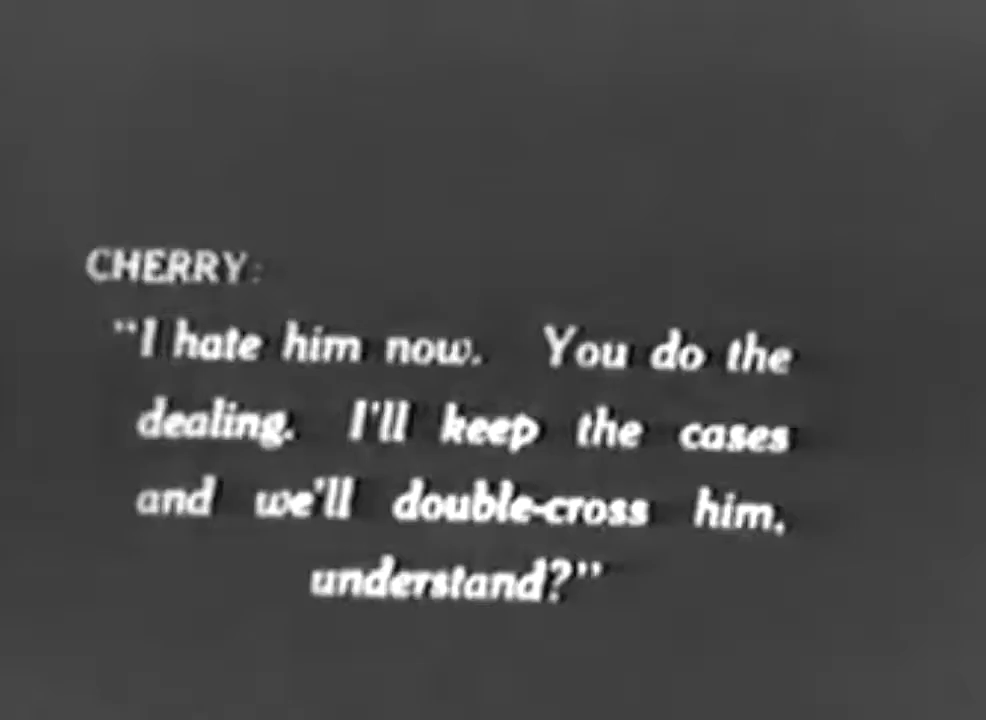 CHERRY:
"I hate him now. You do the
dealing. I'll keep the cases
and we'll double-cross him,
understand?"